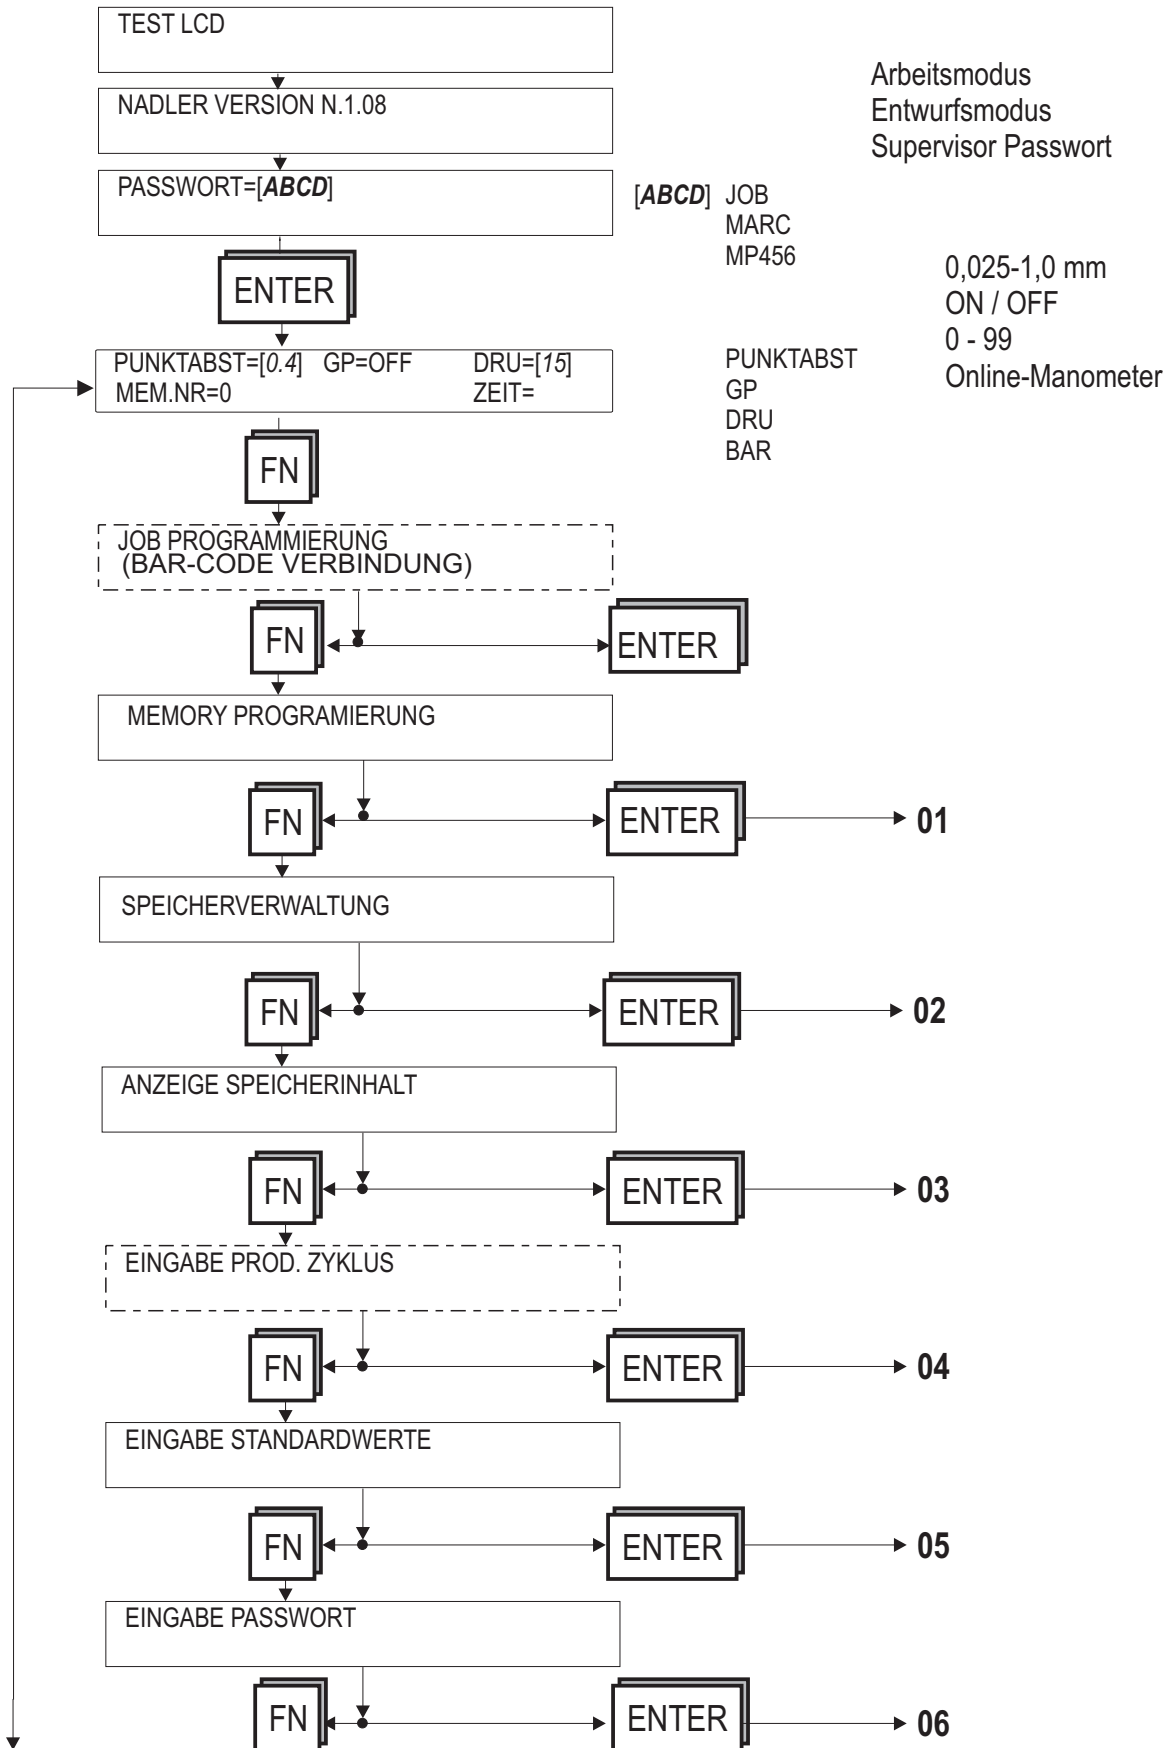 TEST LCD
Arbeitsmodus
NADLER VERSION N.1.08
Entwurfsmodus
Supervisor Passwort
PASSWORT=[ABCD]
[ABCD] JOB
MARC
MP456
0,025-1,0 mm
ENTER
ON / OFF
0 - 99
Online-Manometer
PUNKTABST=[0.4] GP=OFF DRU=[15]
MEM.NR=0 ZEIT=
PUNKTABST
GP
DRU
BAR
FN
JOB PROGRAMMIERUNG
(BAR-CODE VERBINDUNG)
FN ENTER
MEMORY PROGRAMIERUNG
FN ENTER 01
SPEICHERVERWALTUNG
FN ENTER 02
ANZEIGE SPEICHERINHALT
FN ENTER 03
EINGABE PROD. ZYKLUS
FN ENTER 04
EINGABE STANDARDWERTE
FN ENTER 05
EINGABE PASSWORT
FN ENTER 06